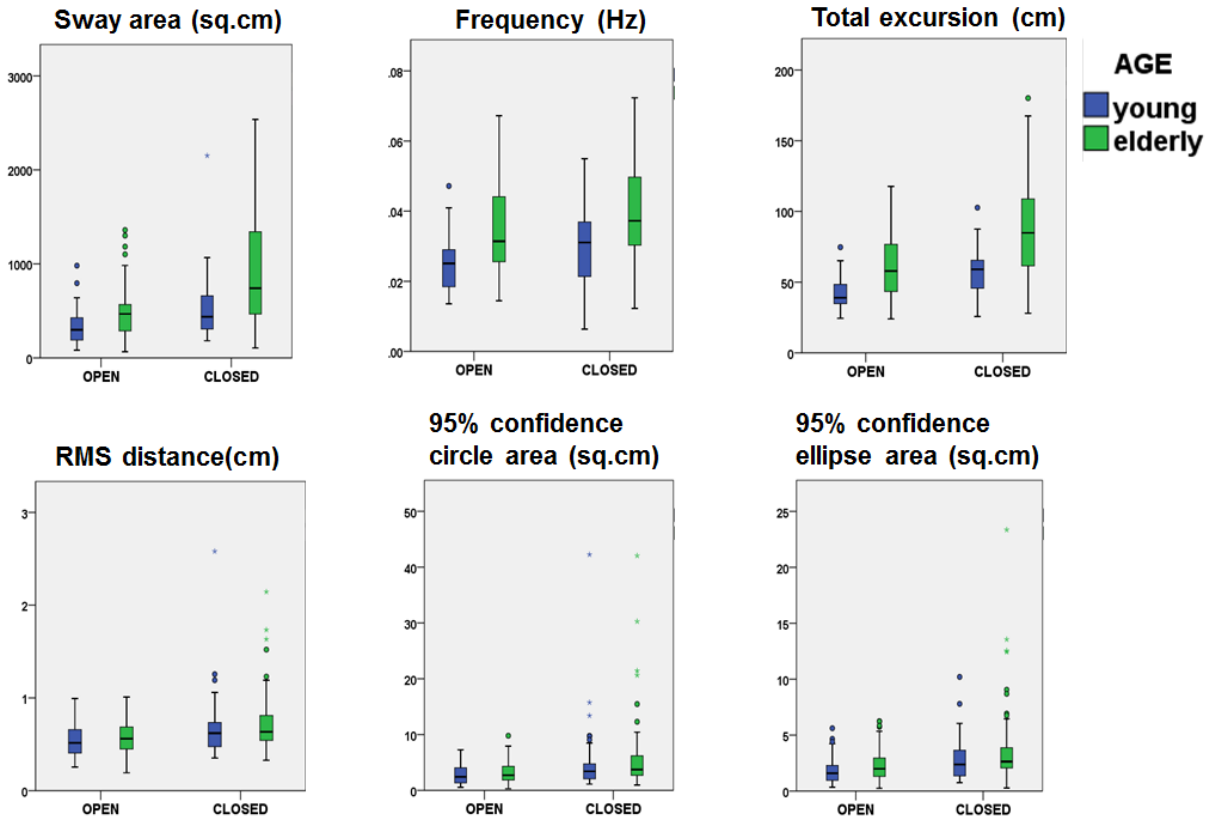 Sway area (sq.cm)
3000
2000
1000
0
OPEN CLOSED
Frequency (Hz)
.08
.06
.04
.02
.00
OPEN CLOSED
Total excursion (cm)
200
150
100
50
0
OPEN CLOSED
AGE
young
elderly
RMS distance(cm)
3
2
1
0
OPEN CLOSED
95% confidence
circle area (sq.cm)
50
40
30
20
10
0
OPEN CLOSED
95% confidence
ellipse area (sq.cm)
25
20
15
10
5
0
OPEN CLOSED